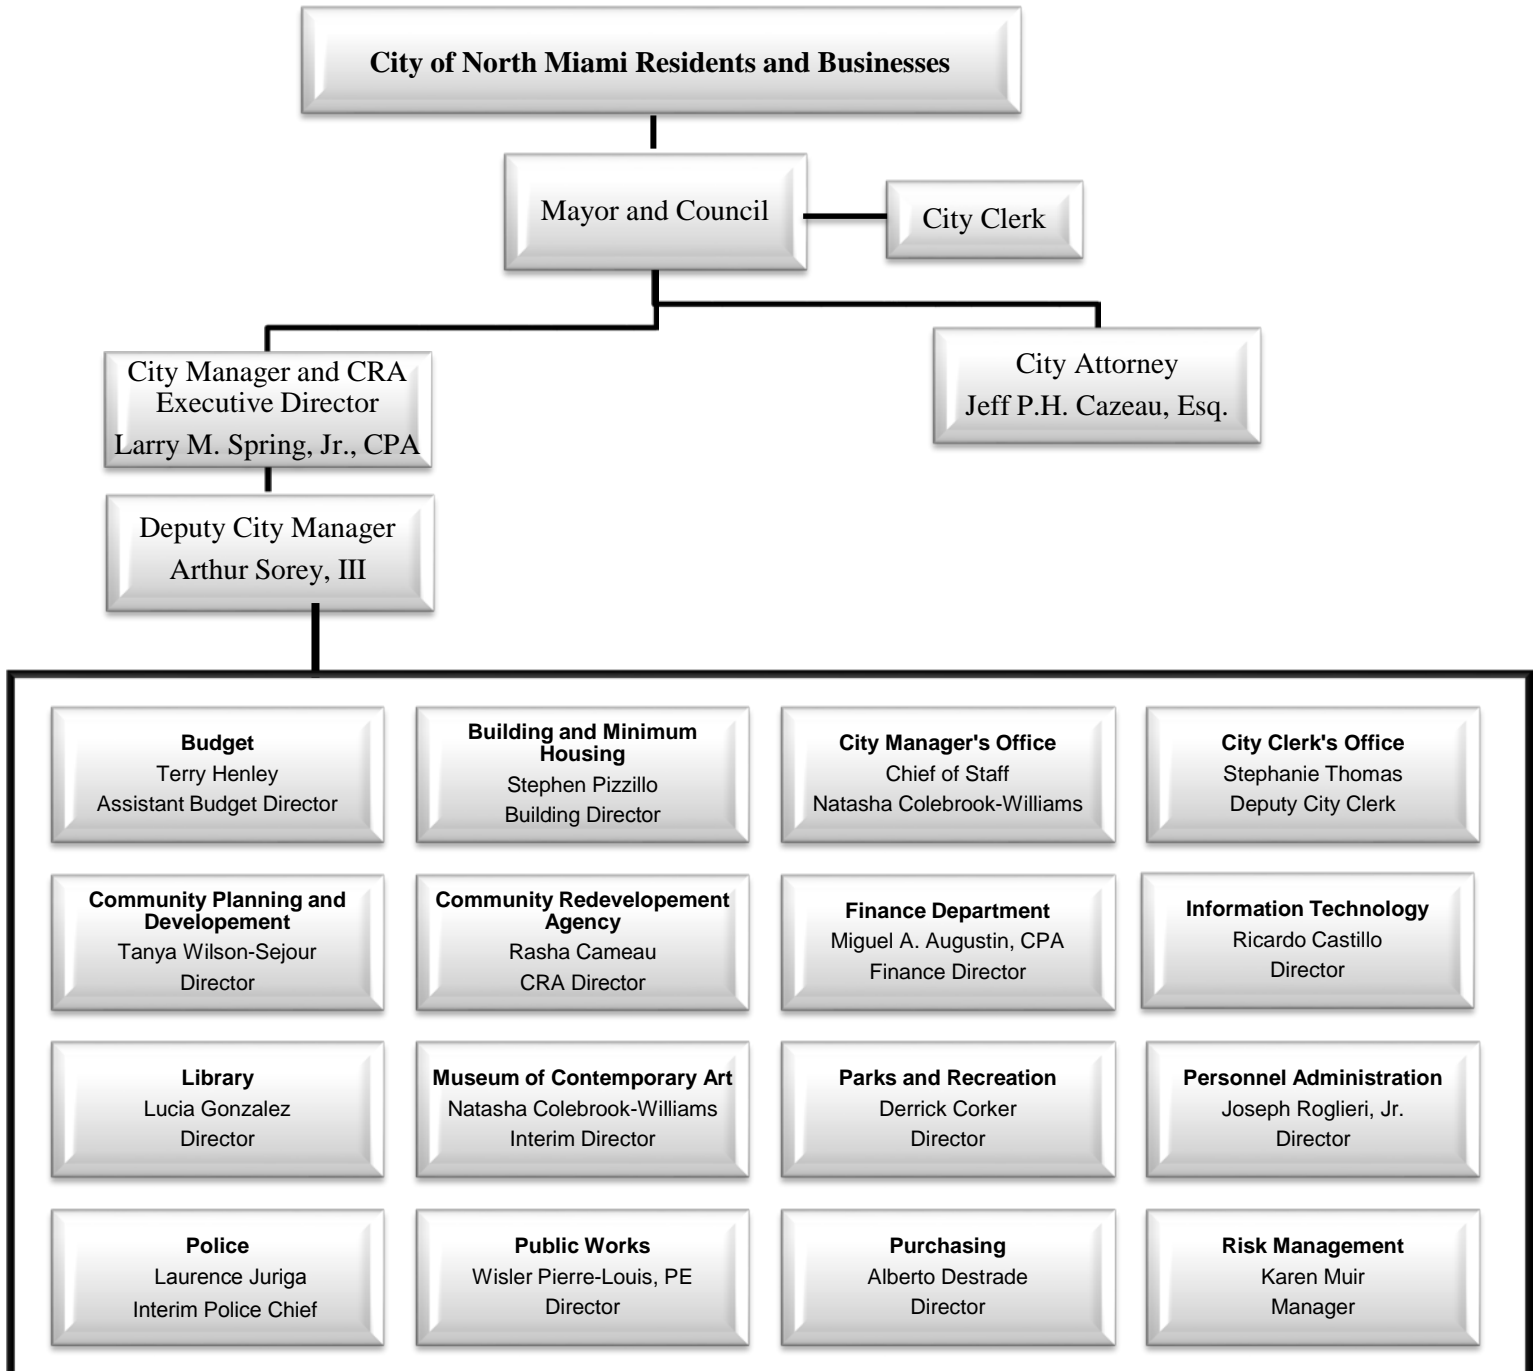 City of North Miami Residents and Businesses
Mayor and Council
City Clerk
City Manager and CRA
Executive Director
Larry M. Spring, Jr., CPA
City Attorney
Jeff P.H. Cazeau, Esq.
Deputy City Manager
Arthur Sorey, III
Budget
Terry Henley
Assistant Budget Director
Building and Minimum
Housing
Stephen Pizzillo
Building Director
City Manager's Office
Chief of Staff
Natasha Colebrook-Williams
City Clerk's Office
Stephanie Thomas
Deputy City Clerk
Community Planning and
Developement
Tanya Wilson-Sejour
Director
Community Redevelopement
Agency
Rasha Cameau
CRA Director
Finance Department
Miguel A. Augustin, CPA
Finance Director
Information Technology
Ricardo Castillo
Director
Library
Lucia Gonzalez
Director
Museum of Contemporary Art
Natasha Colebrook-Williams
Interim Director
Parks and Recreation
Derrick Corker
Director
Personnel Administration
Joseph Roglieri, Jr.
Director
Police
Laurence Juriga
Interim Police Chief
Public Works
Wisler Pierre-Louis, PE
Director
Purchasing
Alberto Destrade
Director
Risk Management
Karen Muir
Manager